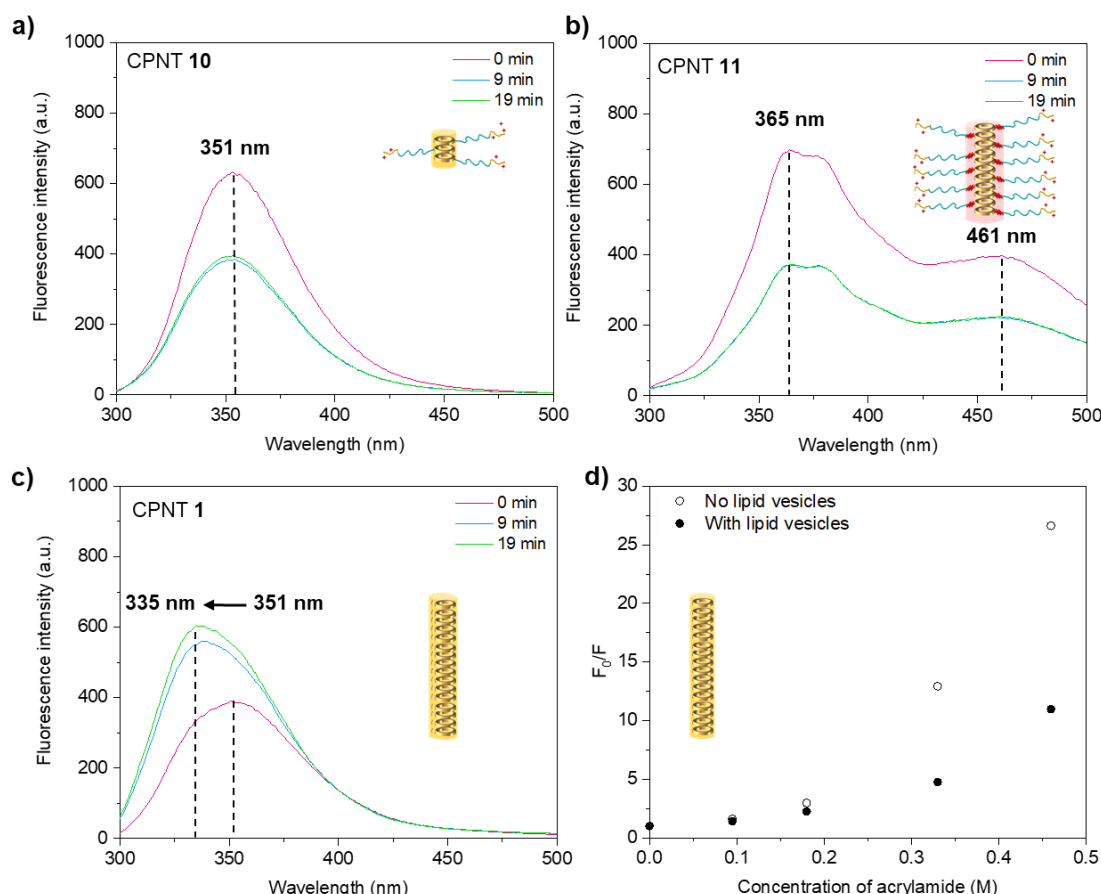 a)
CPNT 10
0 min
9 min
19 min
351 nm
Fluorescence intensity (a.u.)
1000
800
600
400
200
0
300
350
400
450
500
Wavelength (nm)
b)
CPNT 11
0 min
9 min
19 min
365 nm
461 nm
Fluorescence intensity (a.u.)
1000
800
600
400
200
0
300
350
400
450
500
Wavelength (nm)
c)
CPNT 1
0 min
9 min
19 min
335 nm ← 351 nm
Fluorescence intensity (a.u.)
1000
800
600
400
200
0
300
350
400
450
500
Wavelength (nm)
d)
No lipid vesicles
With lipid vesicles
F₀/F
30
25
20
15
10
5
0
0.0
0.1
0.2
0.3
0.4
0.5
Concentration of acrylamide (M)